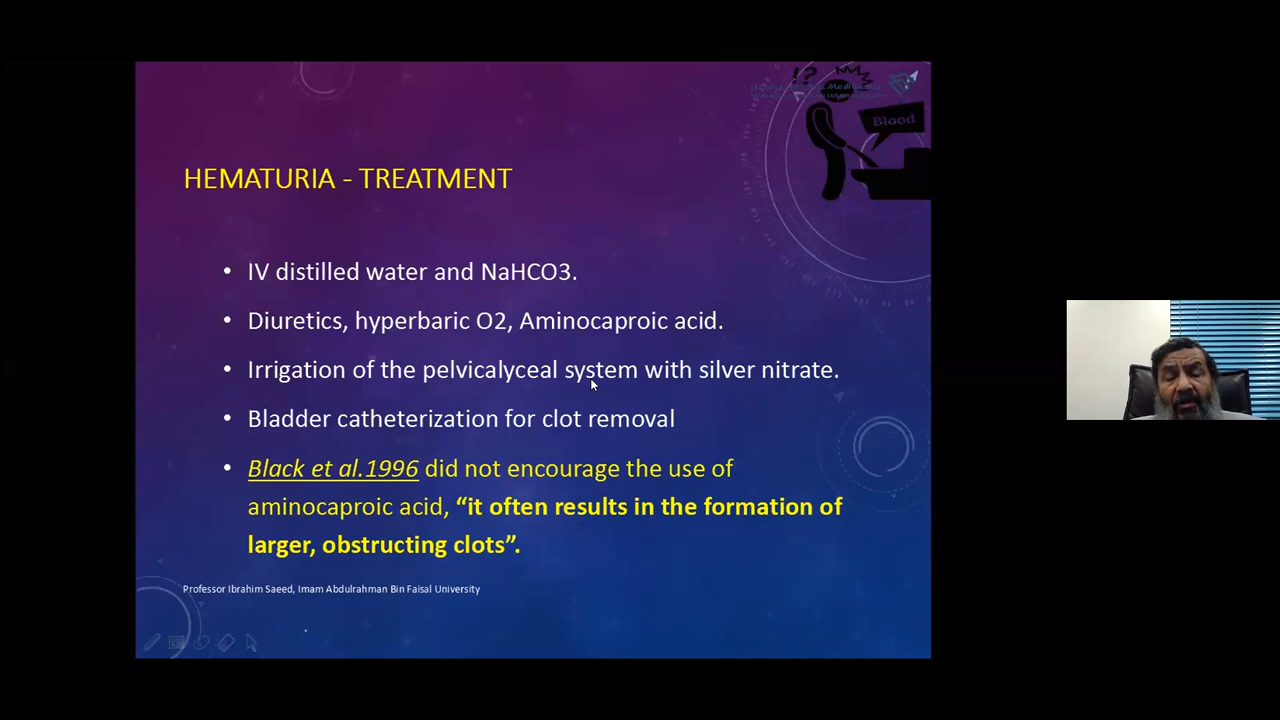 !?
Blood
HEMATURIA - TREATMENT
• IV distilled water and NaHCO3.
• Diuretics, hyperbaric O2, Aminocaproic acid.
• Irrigation of the pelvicalyceal system with silver nitrate.
• Bladder catheterization for clot removal
• Black et al.1996 did not encourage the use of
aminocaproic acid, “it often results in the formation of
larger, obstructing clots”.
Professor Ibrahim Saeed, Imam Abdulrahman Bin Faisal University